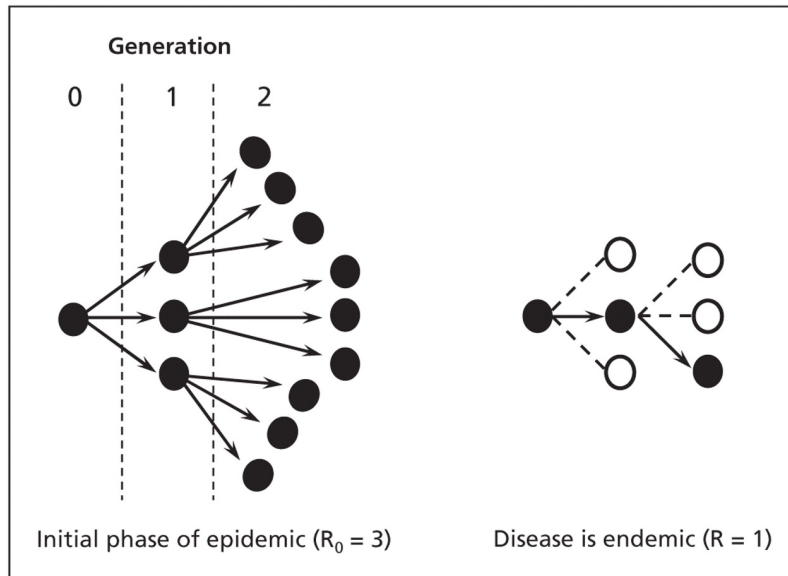 Generation
0 1 2
Initial phase of epidemic (R₀ = 3)
Disease is endemic (R = 1)